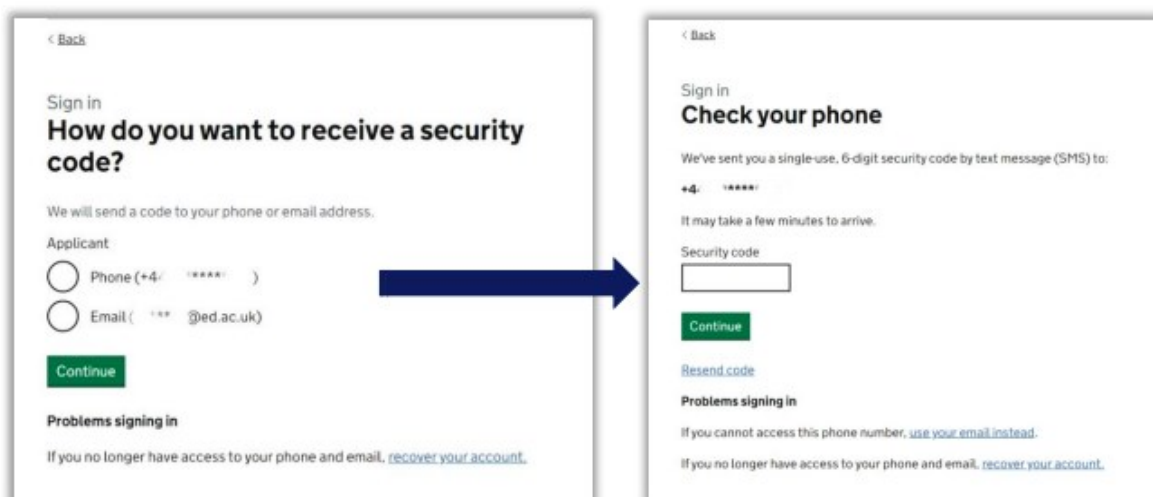 < Back
Sign in
How do you want to receive a security
code?
We will send a code to your phone or email address.
Applicant
Phone (+4 **** )
Email ( ** @ed.ac.uk)
Continue
Problems signing in
If you no longer have access to your phone and email, recover your account.
< Back
Sign in
Check your phone
We've sent you a single-use, 6-digit security code by text message (SMS) to:
+4 ****
It may take a few minutes to arrive.
Security code
Continue
Resend code
Problems signing in
If you cannot access this phone number, use your email instead.
If you no longer have access to your phone and email, recover your account.